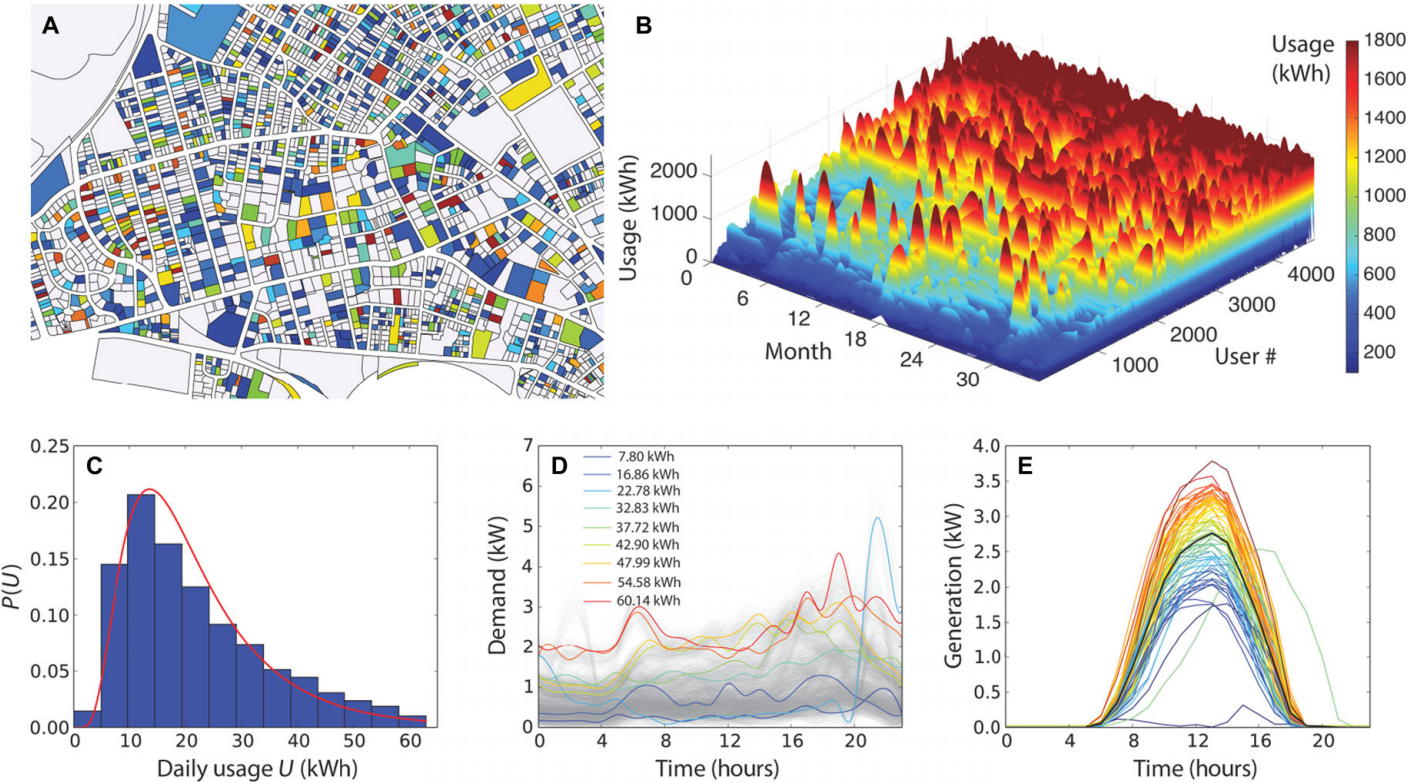 A
B
Usage
(kWh)
1800
1600
1400
1200
1000
800
600
400
200
Usage (kWh)
2000
1000
0
0
6
12
18
24
30
Month
1000
2000
3000
4000
User #
C
P(U)
0.25
0.20
0.15
0.10
0.05
0.00
0 10 20 30 40 50 60
Daily usage U (kWh)
D
Demand (kW)
7
6
5
4
3
2
1
0
7.80 kWh
16.86 kWh
22.78 kWh
32.83 kWh
37.72 kWh
42.90 kWh
47.99 kWh
54.58 kWh
60.14 kWh
0 4 8 12 16 20
Time (hours)
E
Generation (kW)
4.0
3.5
3.0
2.5
2.0
1.5
1.0
0.5
0.0
0 4 8 12 16 20
Time (hours)